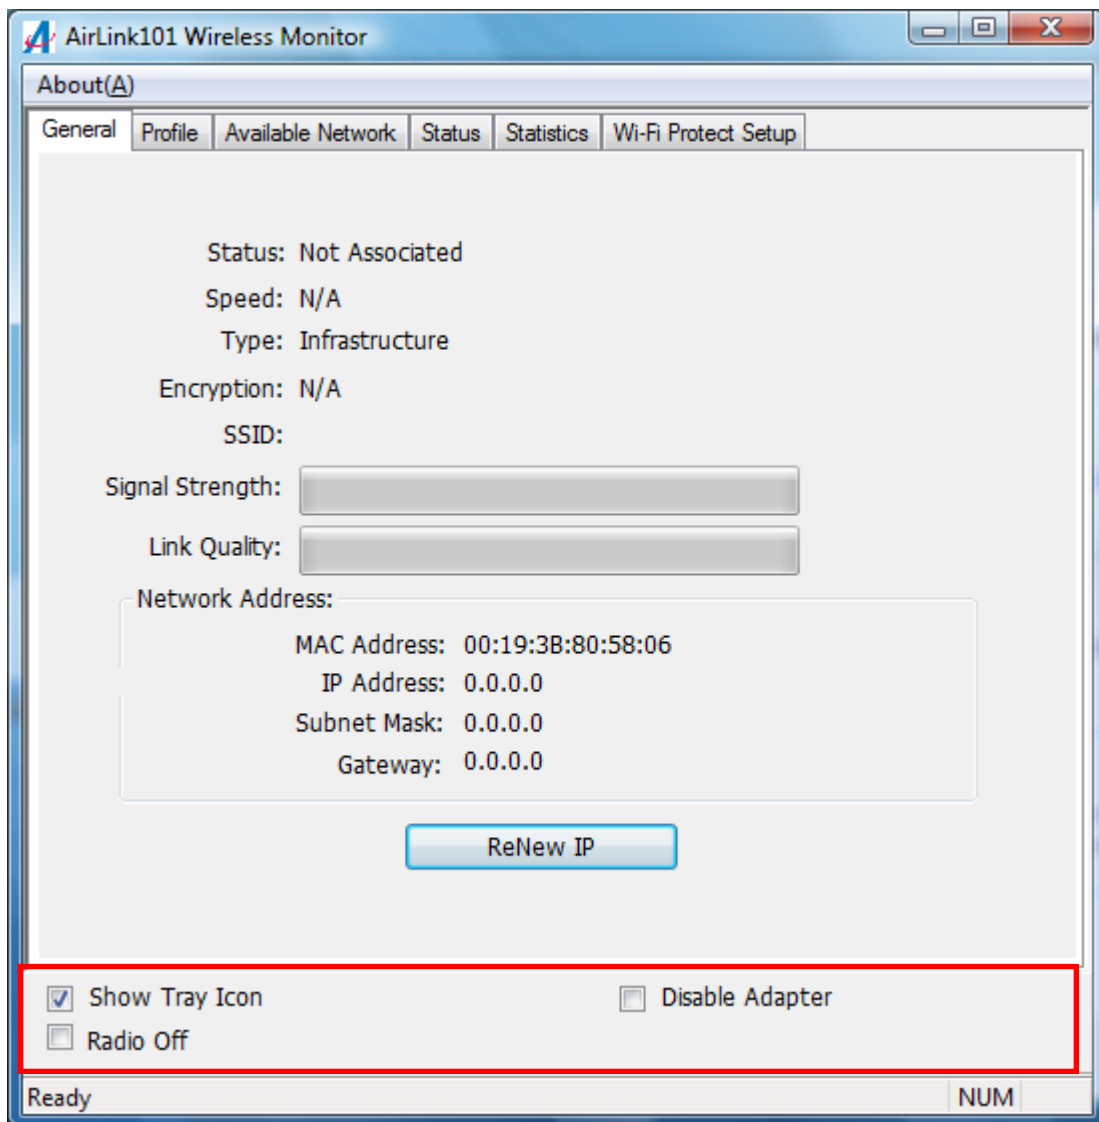 AirLink101 Wireless Monitor
About(A)
General Profile Available Network Status Statistics Wi-Fi Protect Setup
Status: Not Associated
Speed: N/A
Type: Infrastructure
Encryption: N/A
SSID:
Signal Strength:
Link Quality:
Network Address:
MAC Address: 00:19:3B:80:58:06
IP Address: 0.0.0.0
Subnet Mask: 0.0.0.0
Gateway: 0.0.0.0
ReNew IP
Show Tray Icon Disable Adapter
Radio Off
Ready NUM